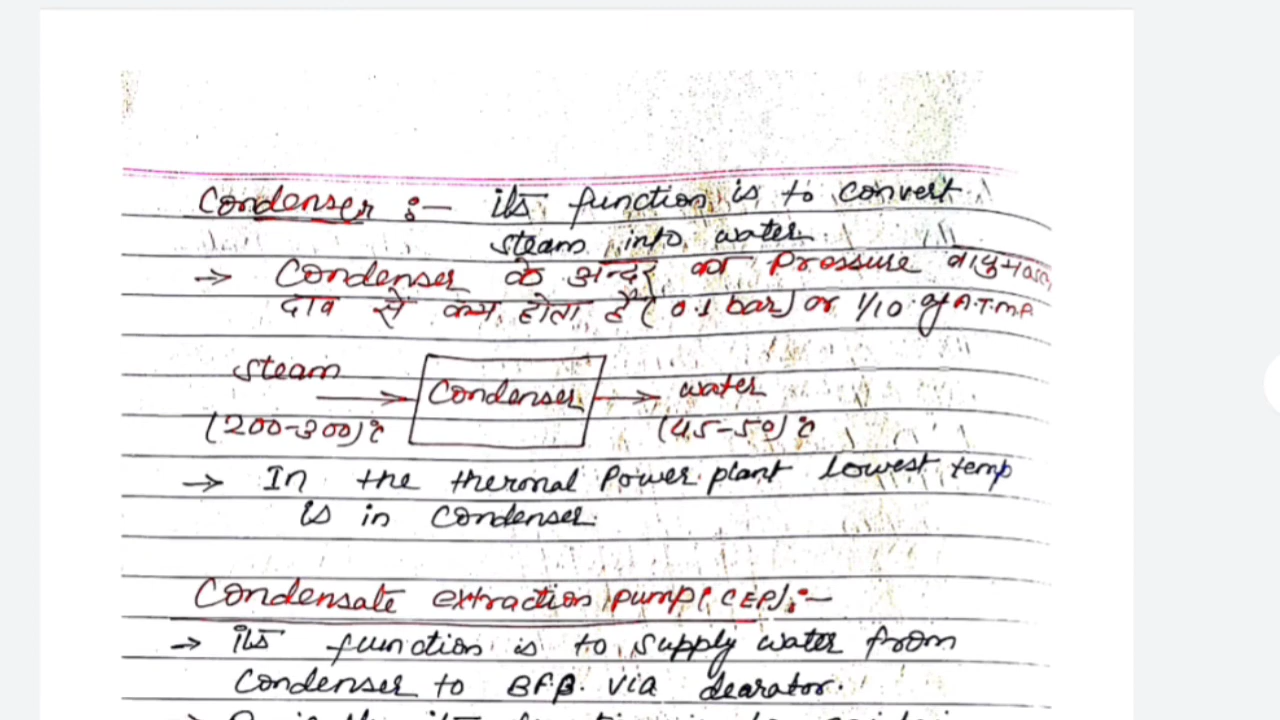 Condenser :- its function is to convert
steam into water.
→ Condenser के अन्दर का Pressure
दाव से कम होता है (0.1 bar) or 1/10 of A.T.M.P.
steam → Condenser → water
(200-300)°c (45-50)°c
→ In the thermal Power plant lowest temp
is in condenser.
Condensate extraction pump (CEP):-
→ its function is to supply water from
Condenser to BFP. via dearator.